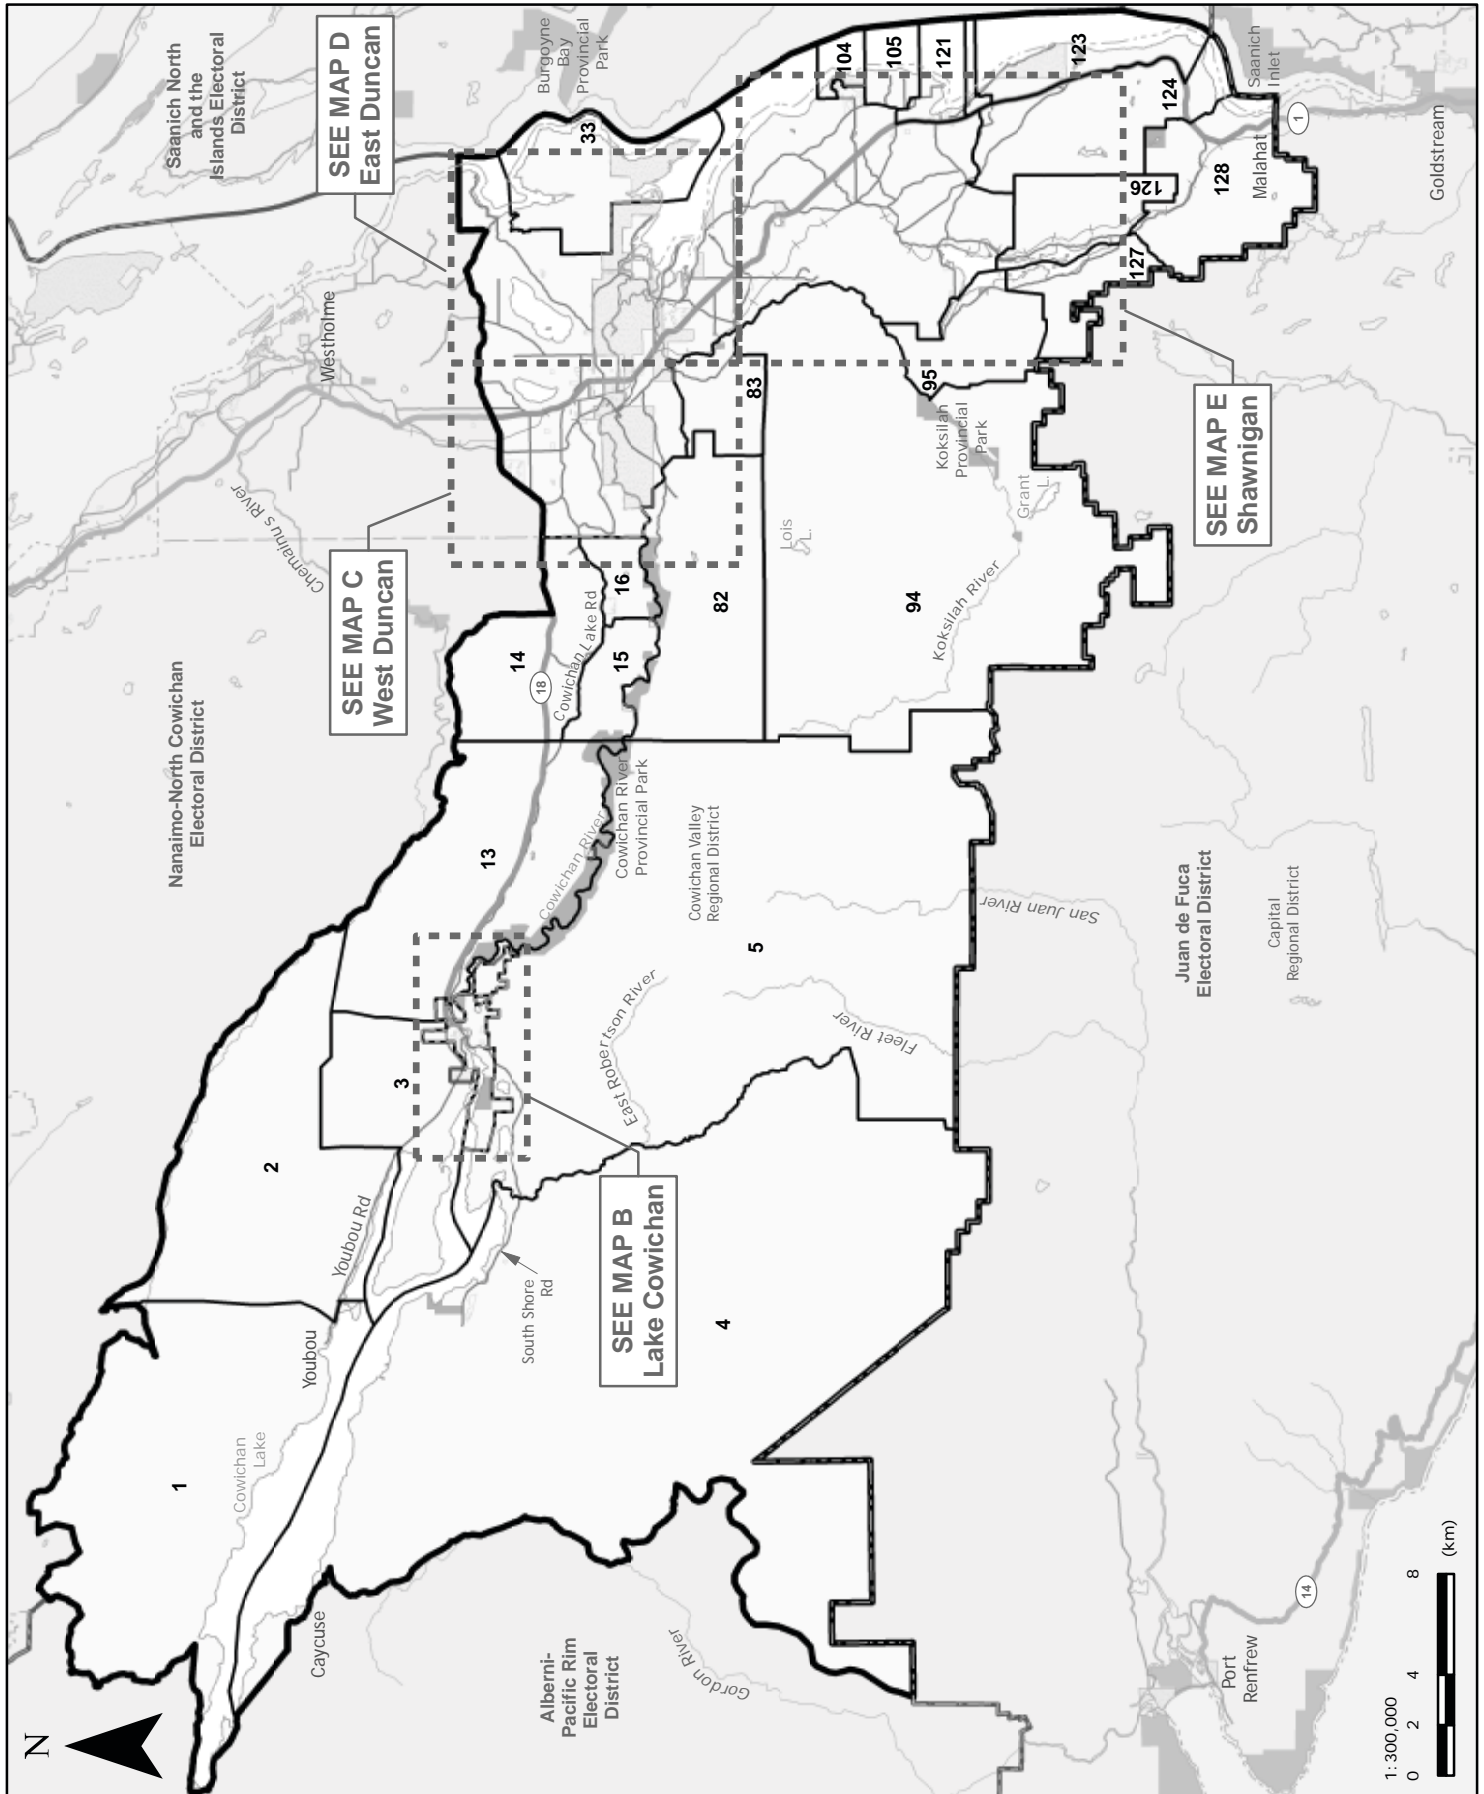 N
Nanaimo-North Cowichan
Electoral District
Saanich North
and the
Islands Electoral
District
SEE MAP D
East Duncan
SEE MAP C
West Duncan
Burgoyne
Bay
Provincial
Park
Westholme
Chemainus River
33
1
2
3
Youbou Rd
Youbou
Cowichan
Lake
Caycuse
13
14
18
Cowichan Lake Rd
15
16
Cowichan River
Cowichan River
Provincial Park
82
83
104
105
121
123
124
126
127
128
95
94
SEE MAP B
Lake Cowichan
South Shore
Rd
4
5
East Robertson River
Fleet River
San Juan River
Cowichan Valley
Regional District
Lois
L.
Koksilah
Provincial
Park
Grant
L.
Koksilah River
SEE MAP E
Shawnigan
Malahat
Saanich
Inlet
1
Goldstream
Alberni-
Pacific Rim
Electoral
District
Gordon River
Juan de Fuca
Electoral District
Capital
Regional District
Port
Renfrew
14
1:300,000
0 2 4 8
(km)